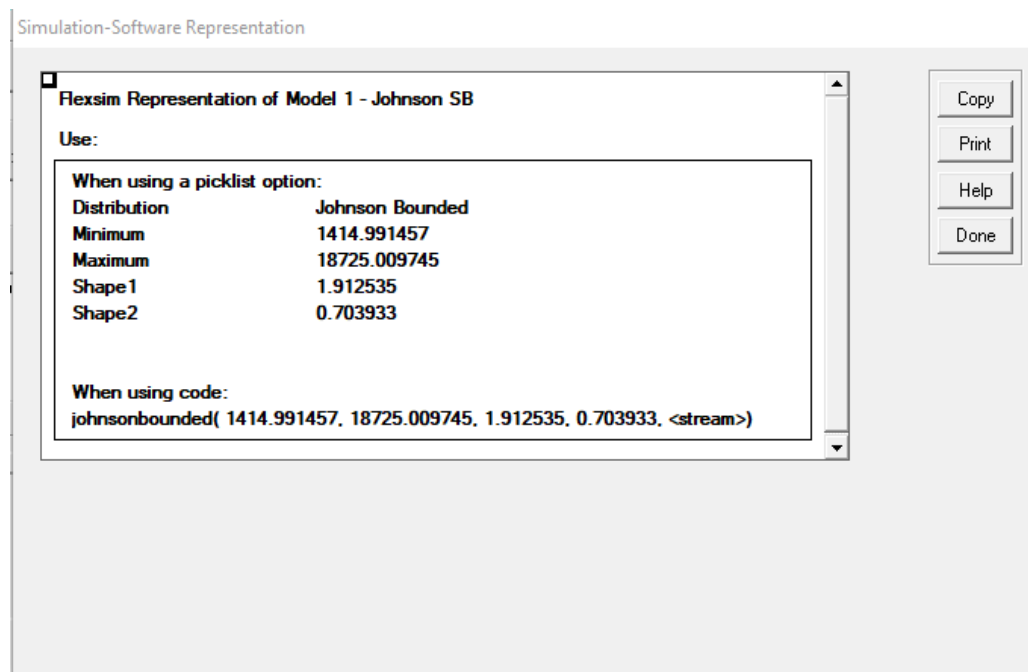 Simulation-Software Representation
Flexsim Representation of Model 1 - Johnson SB
Use:
When using a picklist option:
Distribution Johnson Bounded
Minimum 1414.991457
Maximum 18725.009745
Shape1 1.912535
Shape2 0.703933
When using code:
johnsonbounded( 1414.991457, 18725.009745, 1.912535, 0.703933, <stream>)
Copy
Print
Help
Done